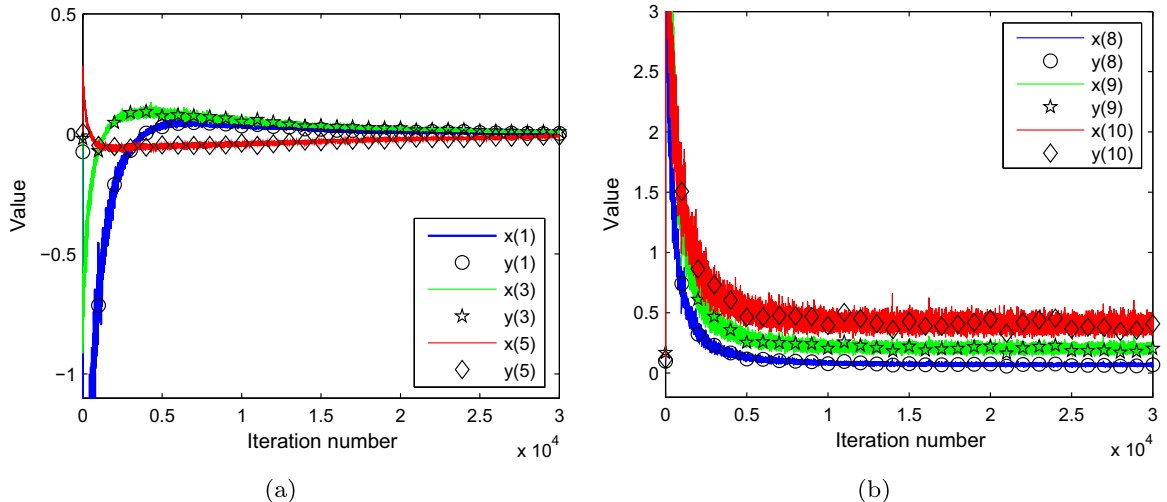 0.5
0
−0.5
−1
Value
x(1)
y(1)
x(3)
y(3)
x(5)
y(5)
0 0.5 1 1.5 2 2.5 3
Iteration number
x 10^4
(a)
3
2.5
2
1.5
1
0.5
0
Value
x(8)
y(8)
x(9)
y(9)
x(10)
y(10)
0 0.5 1 1.5 2 2.5 3
Iteration number
x 10^4
(b)